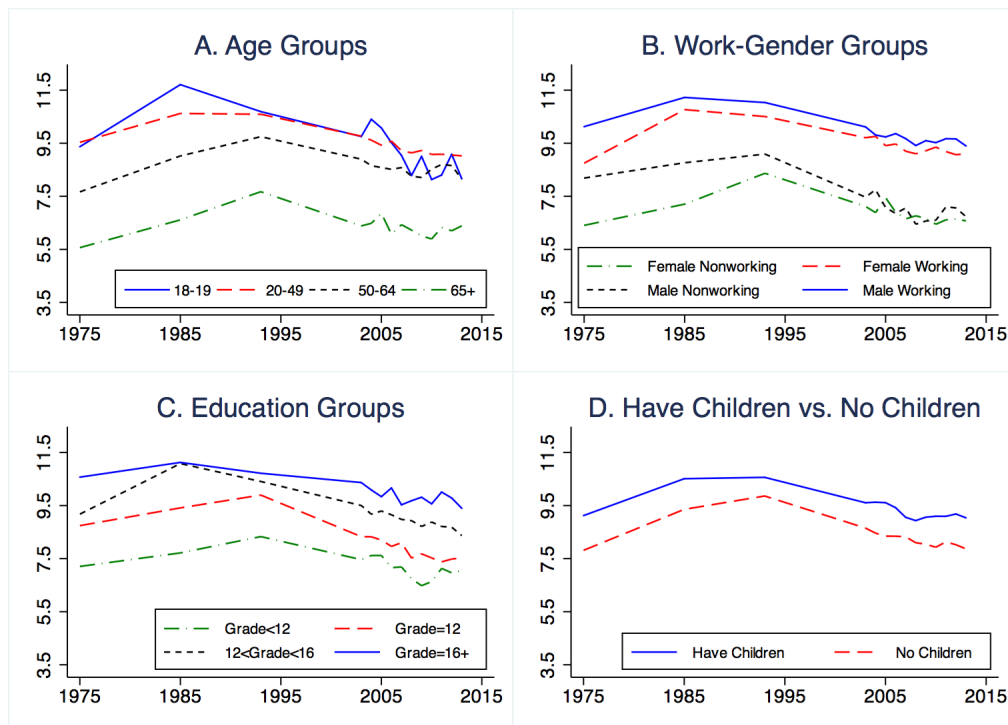 A. Age Groups
11.5
9.5
7.5
5.5
3.5
18-19 20-49 50-64 65+
1975 1985 1995 2005 2015
B. Work-Gender Groups
11.5
9.5
7.5
5.5
3.5
Female Nonworking Female Working
Male Nonworking Male Working
1975 1985 1995 2005 2015
C. Education Groups
11.5
9.5
7.5
5.5
3.5
Grade<12 Grade=12
12<Grade<16 Grade=16+
1975 1985 1995 2005 2015
D. Have Children vs. No Children
11.5
9.5
7.5
5.5
3.5
Have Children No Children
1975 1985 1995 2005 2015